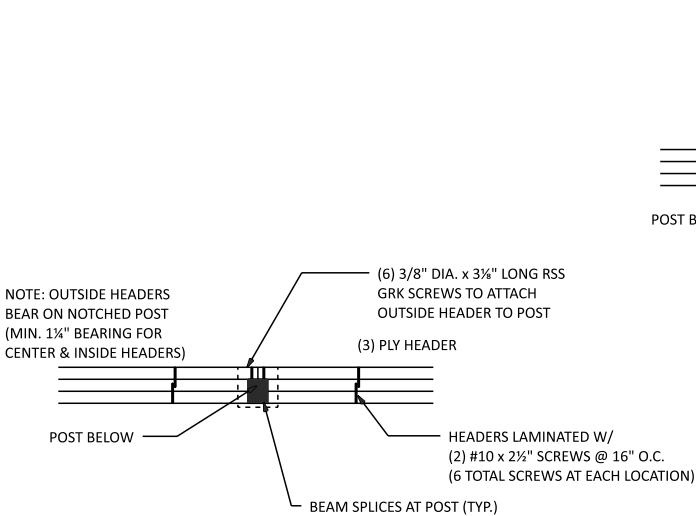 POST B
(6) 3/8" DIA. x 3⅛" LONG RSS
GRK SCREWS TO ATTACH
OUTSIDE HEADER TO POST
NOTE: OUTSIDE HEADERS
BEAR ON NOTCHED POST
(MIN. 1¼" BEARING FOR
CENTER & INSIDE HEADERS)
(3) PLY HEADER
POST BELOW
HEADERS LAMINATED W/
(2) #10 x 2½" SCREWS @ 16" O.C.
(6 TOTAL SCREWS AT EACH LOCATION)
BEAM SPLICES AT POST (TYP.)